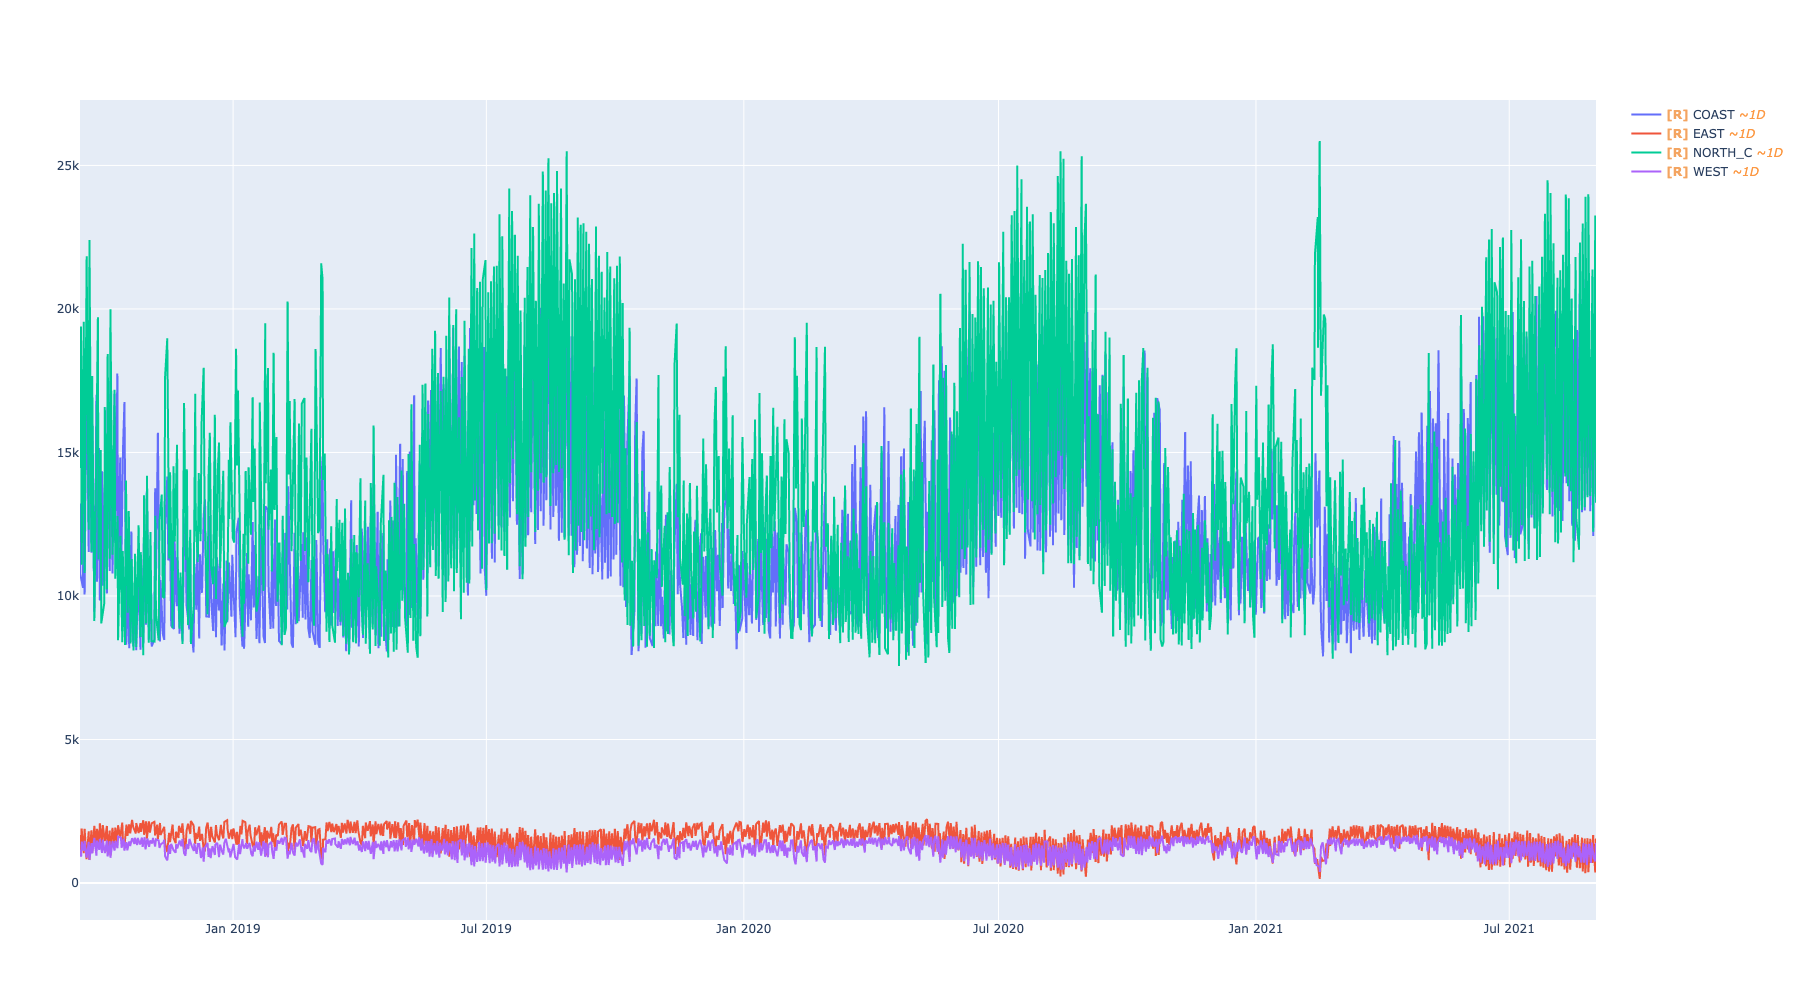 [R] COAST ~1D
[R] EAST ~1D
[R] NORTH_C ~1D
[R] WEST ~1D
25k
20k
15k
10k
5k
0
Jan 2019
Jul 2019
Jan 2020
Jul 2020
Jan 2021
Jul 2021